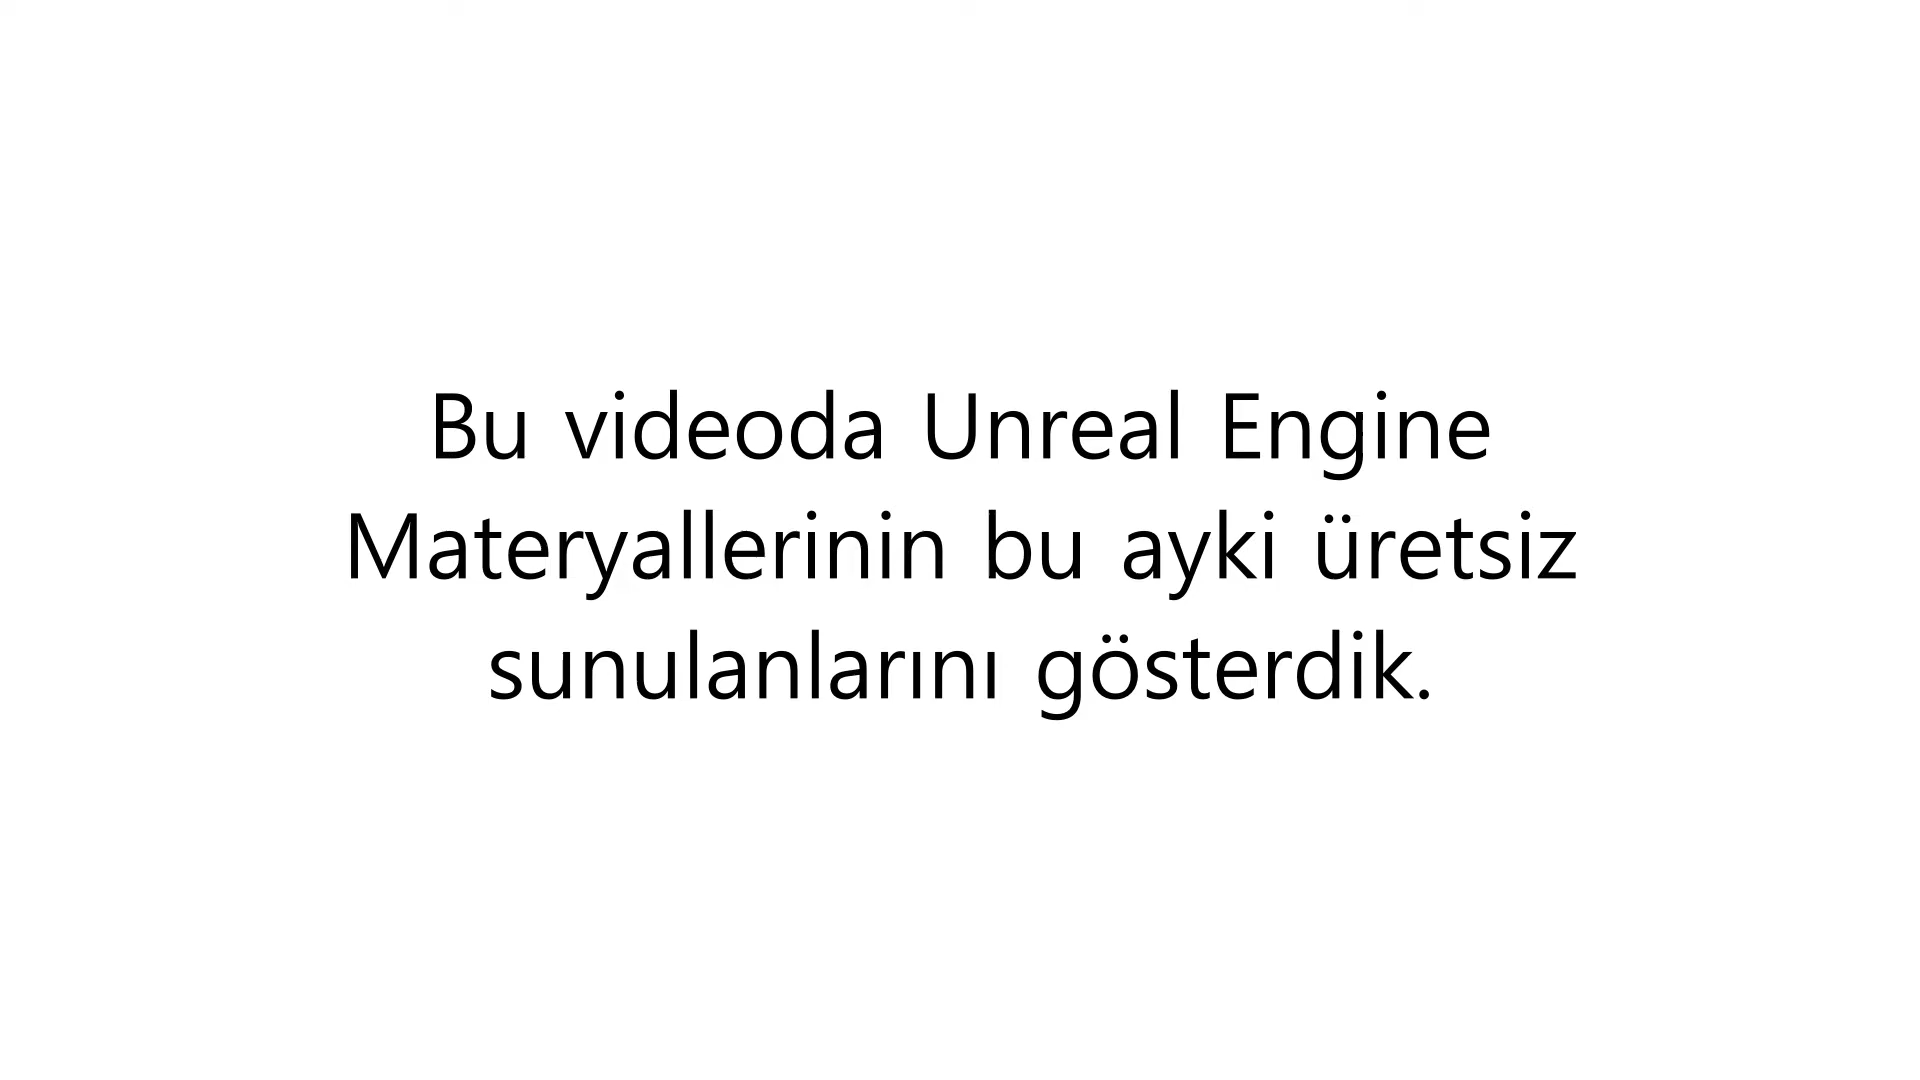 Bu videoda Unreal Engine
Materyallerinin bu ayki üretsiz
sunulanlarını gösterdik.